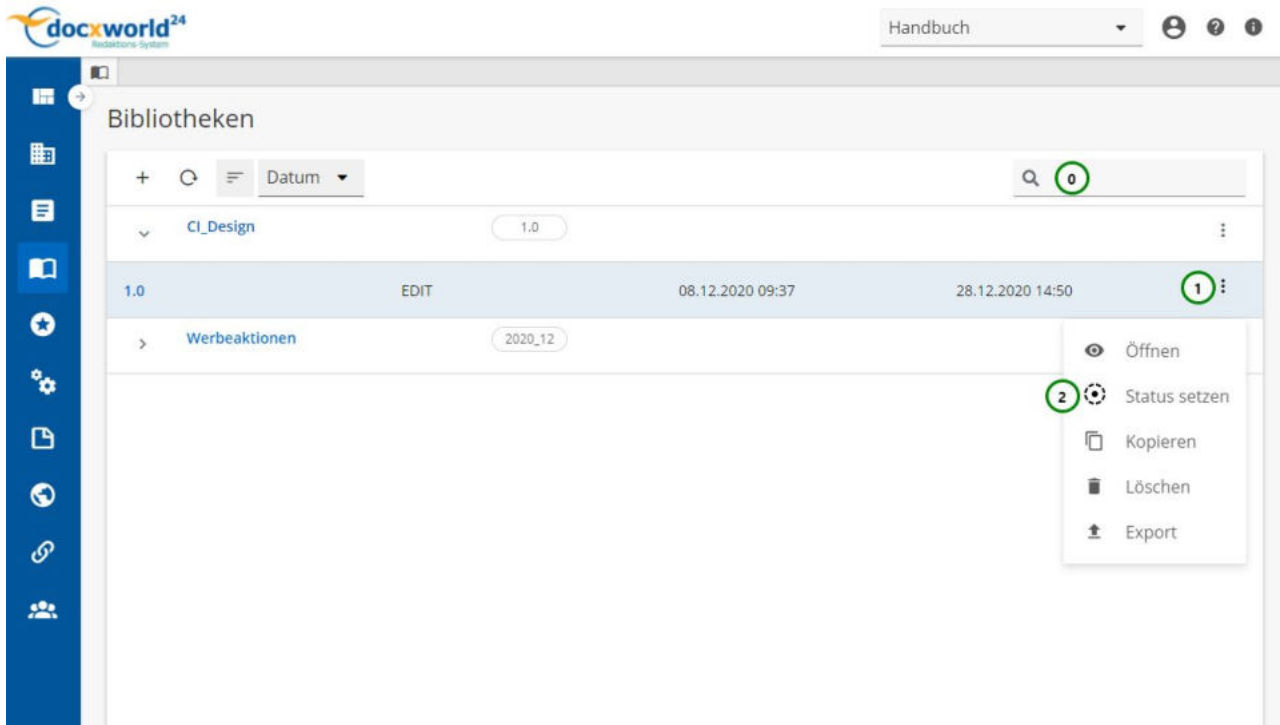 docxworld24
Redaktions-System
Handbuch
Bibliotheken
Datum
0
CI_Design 1.0
1.0 EDIT 08.12.2020 09:37 28.12.2020 14:50 1
Werbeaktionen 2020_12
Öffnen
2 Status setzen
Kopieren
Löschen
Export